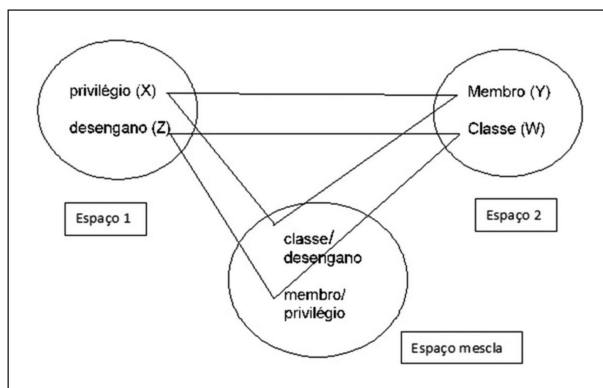 privilégio (X)
desengano (Z)
Espaço 1
Membro (Y)
Classe (W)
Espaço 2
classe/
desengano
membro/
privilégio
Espaço mescla